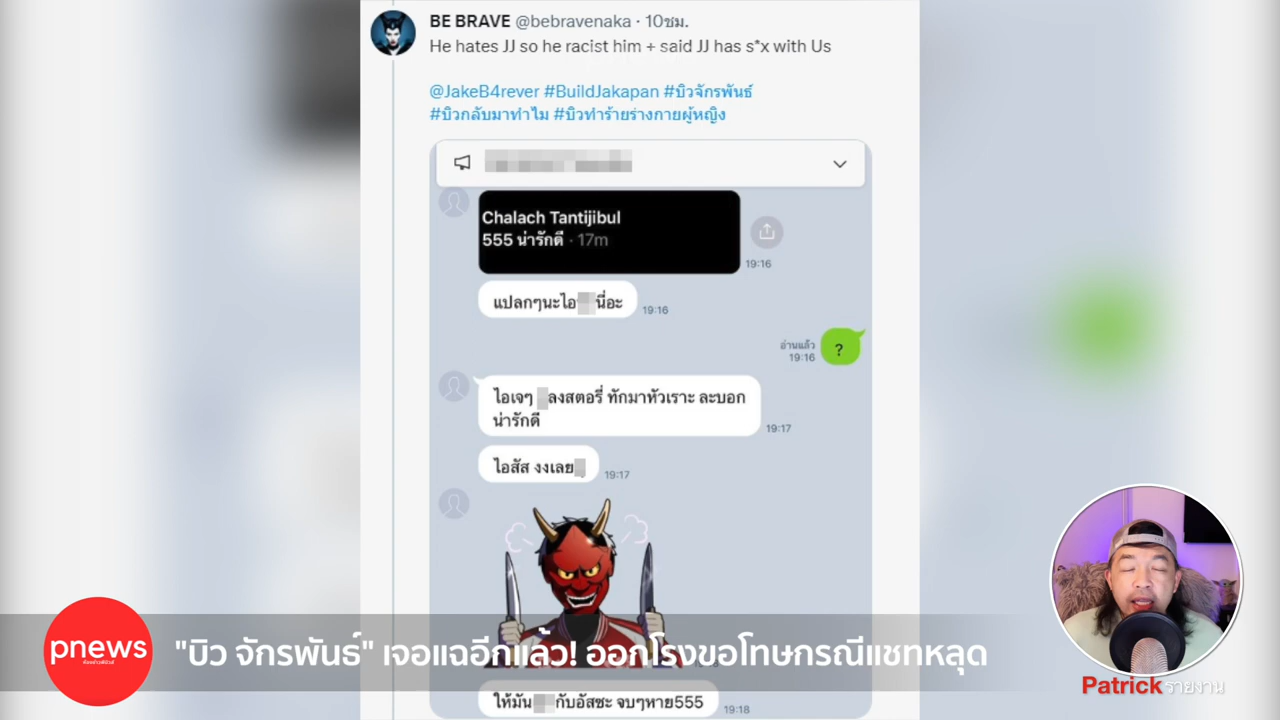 BE BRAVE @bebravenaka · 10ชม.
He hates JJ so he racist him + said JJ has s*x with Us
@JakeB4rever #BuildJakapan #บิวจักรพันธ์
#บิวกลับมาทำไม #บิวทำร้ายร่างกายผู้หญิง
Chalach Tantijibul
555 น่ารักดี · 17m
19:16
แปลกๆนะไอ นี่อะ
19:16
อ่านแล้ว
19:16
?
ไอเจๆ ลงสตอรี่ ทักมาหัวเราะ ละบอก
น่ารักดี
19:17
ไอสัส งงเลย
19:17
pnews
"บิว จักรพันธ์" เจอแฉอีกแล้ว! ออกโรงขอโทษกรณีแชทหลุด
Patrick รายงาน
ให้มัน กับอัสซะ จบๆหาย555
19:18